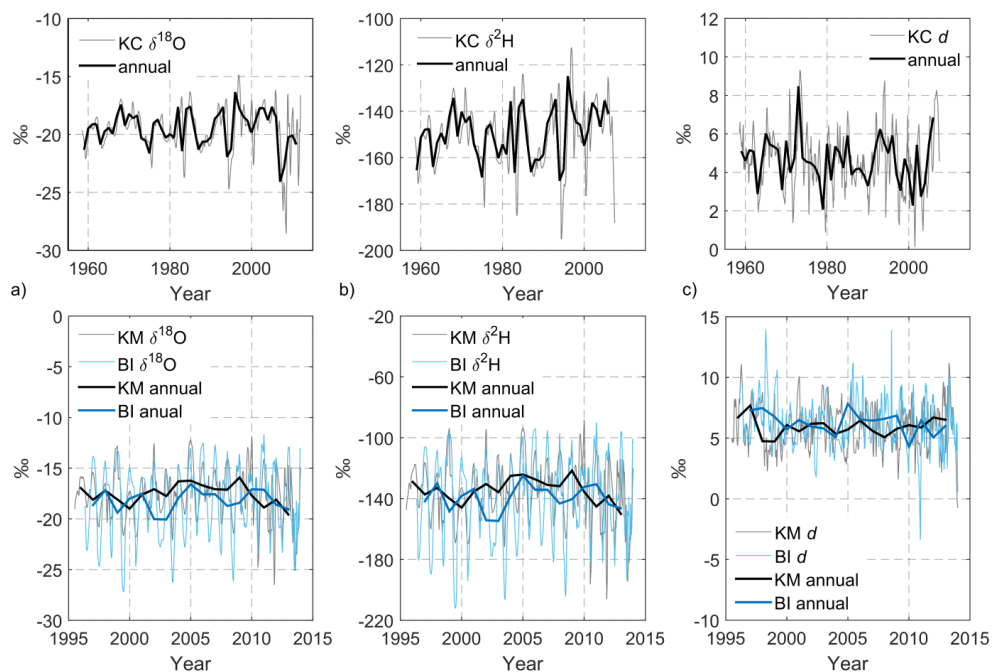 -10
-15
-20
-25
-30
‰
KC δ¹⁸O
annual
1960
1980
2000
Year
a)
-100
-120
-140
-160
-180
-200
‰
KC δ²H
annual
1960
1980
2000
Year
b)
12
10
8
6
4
2
0
‰
KC d
annual
1960
1980
2000
Year
c)
0
-5
-10
-15
-20
-25
-30
‰
KM δ¹⁸O
BI δ¹⁸O
KM annual
BI anual
1995
2000
2005
2010
2015
Year
-20
-60
-100
-140
-180
-220
‰
KM δ²H
BI δ²H
KM annual
BI annual
1995
2000
2005
2010
2015
Year
15
10
5
0
-5
-10
‰
KM d
BI d
KM annual
BI annual
1995
2000
2005
2010
2015
Year